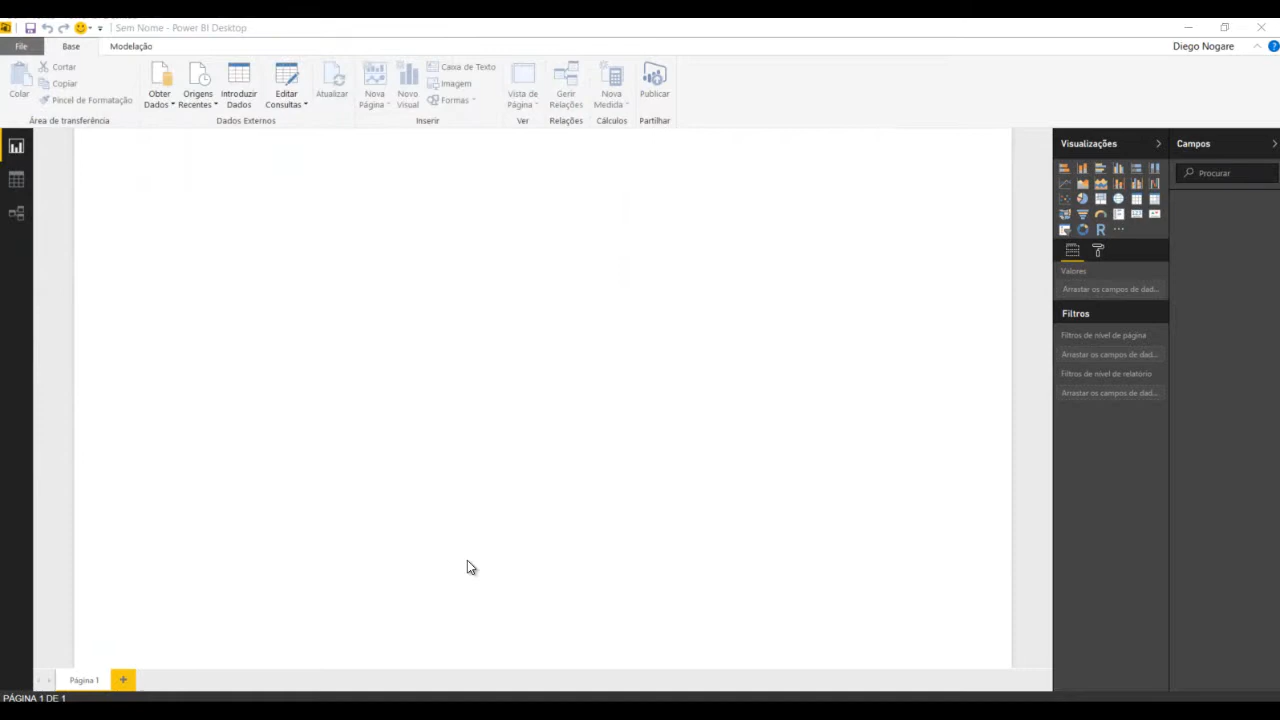 Sem Nome - Power BI Desktop
File Base Modelação Diego Nogare
Colar
Cortar
Copiar
Pincel de Formatação
Área de transferência
Obter Dados
Origens Recentes
Introduzir Dados
Editar Consultas
Atualizar
Dados Externos
Nova Página
Novo Visual
Caixa de Texto
Imagem
Formas
Inserir
Vista de Página
Ver
Gerir Relações
Relações
Nova Medida
Cálculos
Publicar
Partilhar
Visualizações
Campos
Procurar
R
Valores
Arrastar os campos de dad...
Filtros
Filtros de nível de página
Arrastar os campos de dad...
Filtros de nível de relatório
Arrastar os campos de dad...
Página 1
PÁGINA 1 DE 1